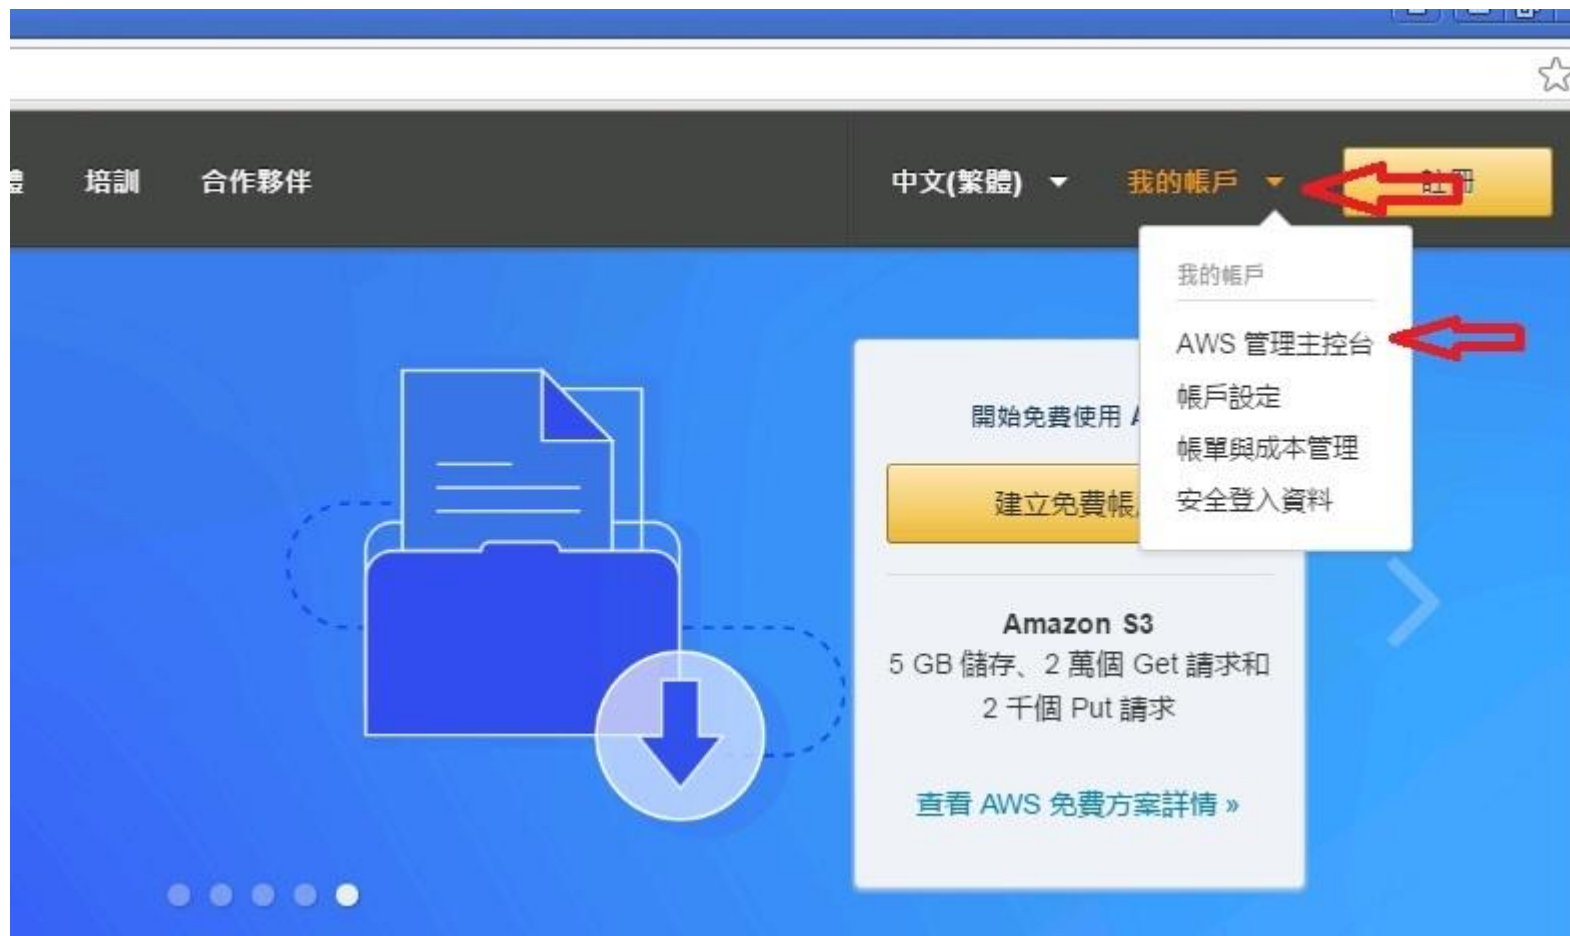 培訓 合作夥伴 中文(繁體) 我的帳戶 註冊
我的帳戶
AWS 管理主控台
帳戶設定
帳單與成本管理
安全登入資料
開始免費使用
建立免費帳
Amazon S3
5 GB 儲存、2 萬個 Get 請求和
2 千個 Put 請求
查看 AWS 免費方案詳情 »